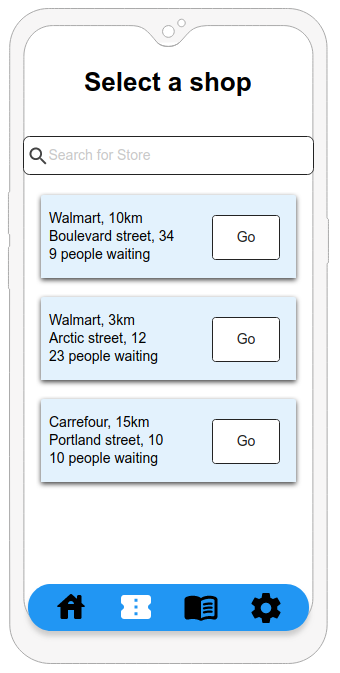 Select a shop
Search for Store
Walmart, 10km
Boulevard street, 34
9 people waiting
Go
Walmart, 3km
Arctic street, 12
23 people waiting
Go
Carrefour, 15km
Portland street, 10
10 people waiting
Go